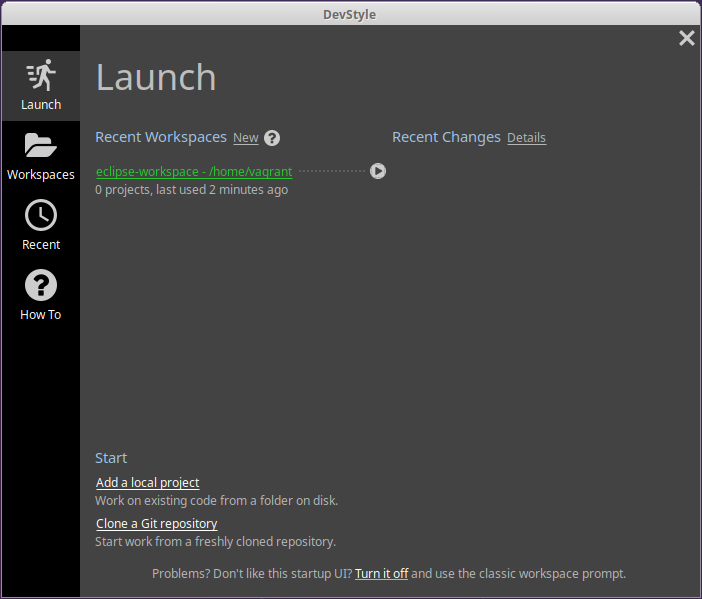 DevStyle
Launch
Workspaces
Recent
How To
Launch
Recent Workspaces New
eclipse-workspace - /home/vagrant
0 projects, last used 2 minutes ago
Recent Changes Details
Start
Add a local project
Work on existing code from a folder on disk.
Clone a Git repository
Start work from a freshly cloned repository.
Problems? Don't like this startup UI? Turn it off and use the classic workspace prompt.